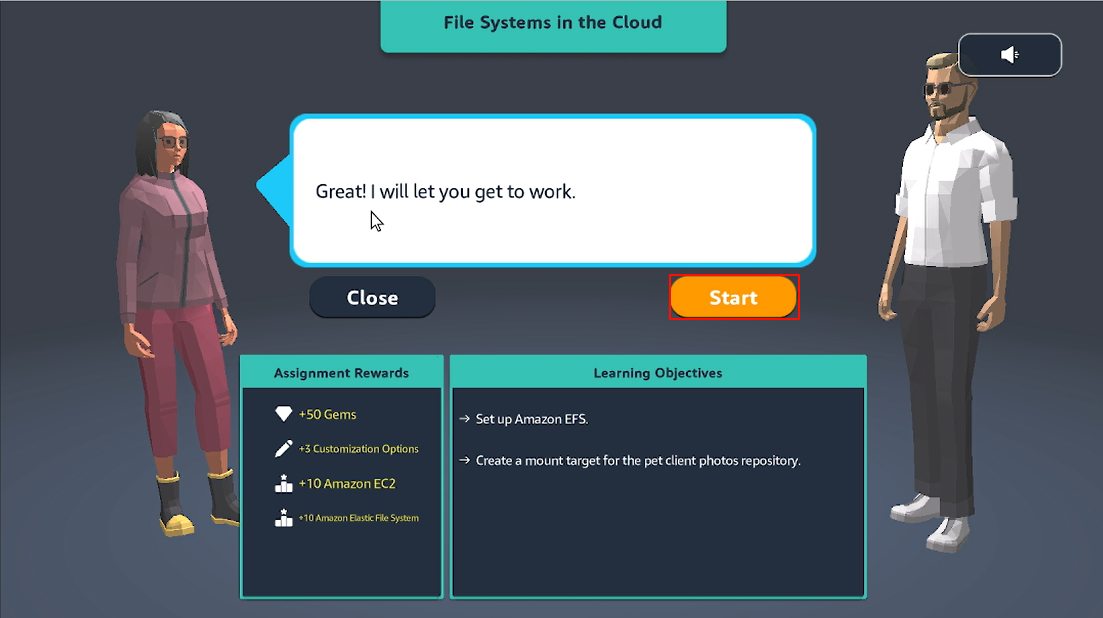 File Systems in the Cloud
Great! I will let you get to work.
Close
Start
Assignment Rewards
+50 Gems
+3 Customization Options
+10 Amazon EC2
+10 Amazon Elastic File System
Learning Objectives
→ Set up Amazon EFS.
→ Create a mount target for the pet client photos repository.